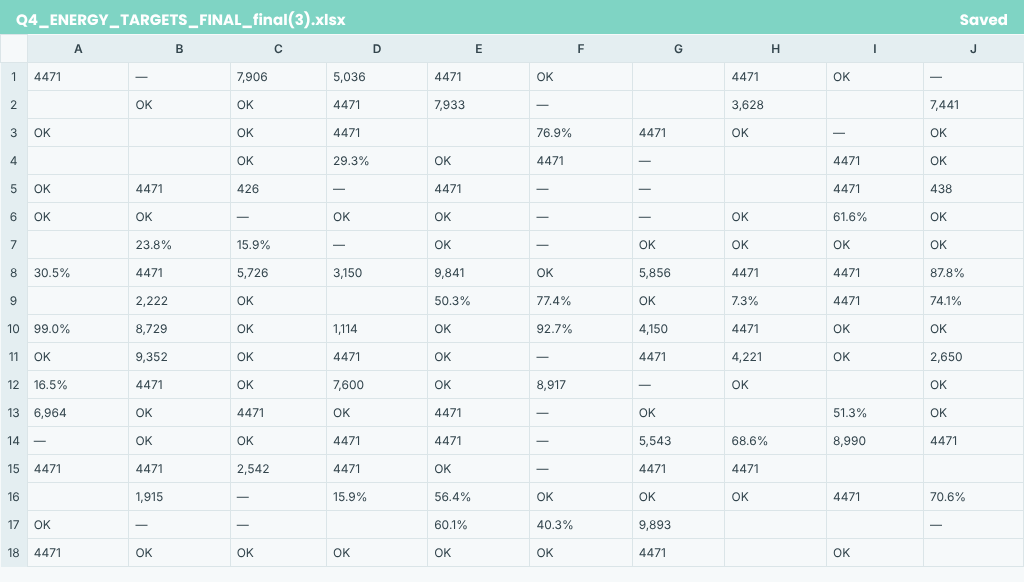 Q4_ENERGY_TARGETS_FINAL_final(3).xlsx Saved
A B C D E F G H I J
1 4471 — 7,906 5,036 4471 OK 4471 OK —
2 OK OK 4471 7,933 — 3,628 7,441
3 OK OK 4471 76.9% 4471 OK — OK
4 OK 29.3% OK 4471 — 4471 OK
5 OK 4471 426 — 4471 — — 4471 438
6 OK OK — OK OK — — OK 61.6% OK
7 23.8% 15.9% — OK — OK OK OK OK
8 30.5% 4471 5,726 3,150 9,841 OK 5,856 4471 4471 87.8%
9 2,222 OK 50.3% 77.4% OK 7.3% 4471 74.1%
10 99.0% 8,729 OK 1,114 OK 92.7% 4,150 4471 OK OK
11 OK 9,352 OK 4471 OK — 4471 4,221 OK 2,650
12 16.5% 4471 OK 7,600 OK 8,917 — OK OK
13 6,964 OK 4471 OK 4471 — OK 51.3% OK
14 — OK OK 4471 4471 — 5,543 68.6% 8,990 4471
15 4471 4471 2,542 4471 OK — 4471 4471
16 1,915 — 15.9% 56.4% OK OK OK 4471 70.6%
17 OK — — 60.1% 40.3% 9,893 —
18 4471 OK OK OK OK OK 4471 OK